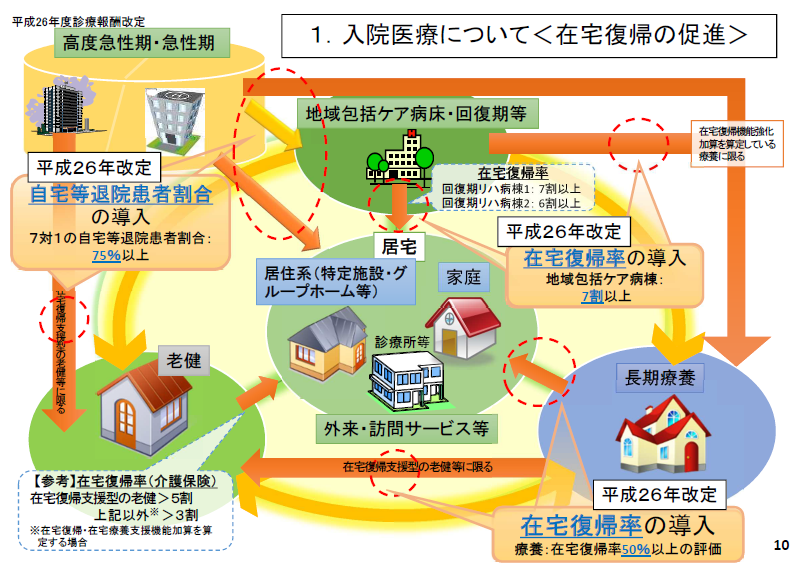 平成26年度診療報酬改定
1．入院医療について＜在宅復帰の促進＞
高度急性期・急性期
地域包括ケア病床・回復期等
在宅復帰機能強化
加算を算定している
療養に限る
平成26年改定
自宅等退院患者割合
の導入
7対1の自宅等退院患者割合：
75%以上
在宅復帰率
回復期リハ病棟1：7割以上
回復期リハ病棟2：6割以上
平成26年改定
在宅復帰率の導入
地域包括ケア病棟：
7割以上
居宅
居住系（特定施設・グ
ループホーム等）
家庭
診療所等
外来・訪問サービス等
在宅復帰支援型の老健等に限る
老健
長期療養
在宅復帰支援型の老健等に限る
【参考】在宅復帰率（介護保険）
在宅復帰支援型の老健＞5割
上記以外※＞3割
※在宅復帰・在宅療養支援機能加算を算
定する場合
平成26年改定
在宅復帰率の導入
療養：在宅復帰率50%以上の評価
10